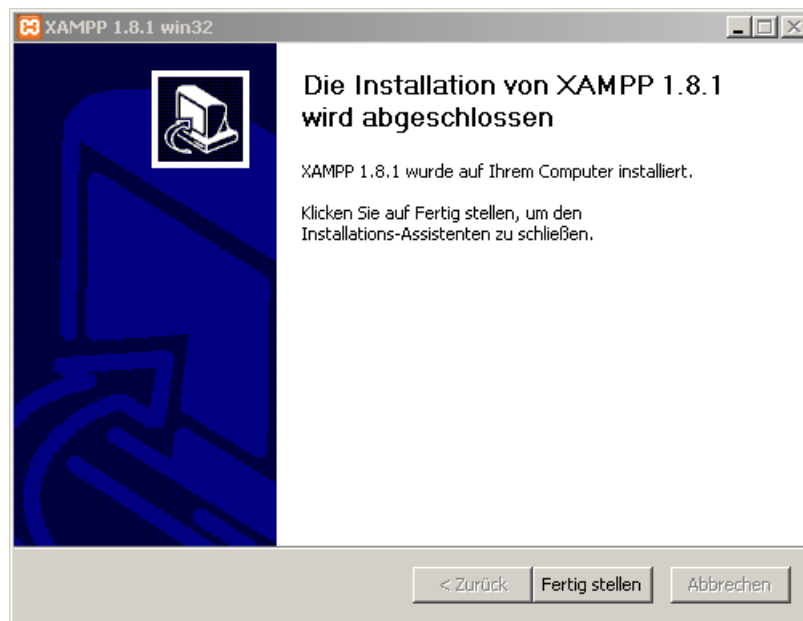 XAMPP 1.8.1 win32
Die Installation von XAMPP 1.8.1
wird abgeschlossen
XAMPP 1.8.1 wurde auf Ihrem Computer installiert.
Klicken Sie auf Fertig stellen, um den
Installations-Assistenten zu schließen.
< Zurück Fertig stellen Abbrechen